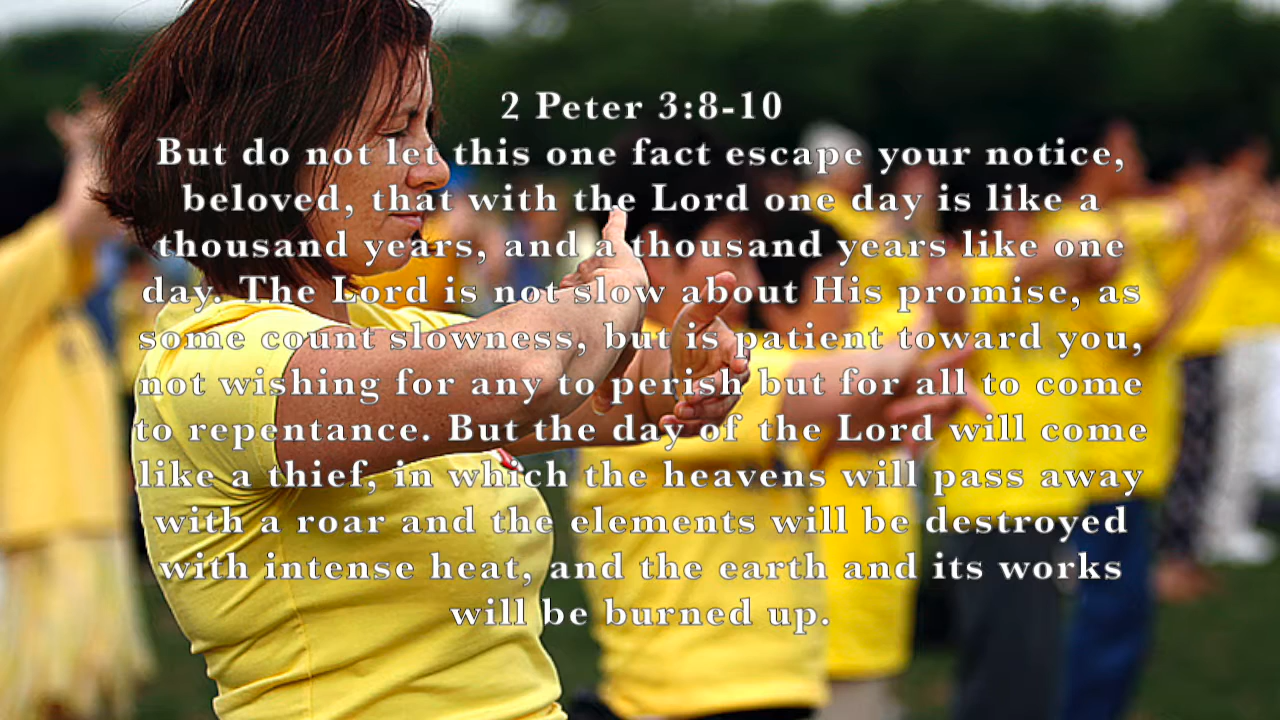 2 Peter 3:8-10
But do not let this one fact escape your notice,
beloved, that with the Lord one day is like a
thousand years, and a thousand years like one
day. The Lord is not slow about His promise, as
some count slowness, but is patient toward you,
not wishing for any to perish but for all to come
to repentance. But the day of the Lord will come
like a thief, in which the heavens will pass away
with a roar and the elements will be destroyed
with intense heat, and the earth and its works
will be burned up.